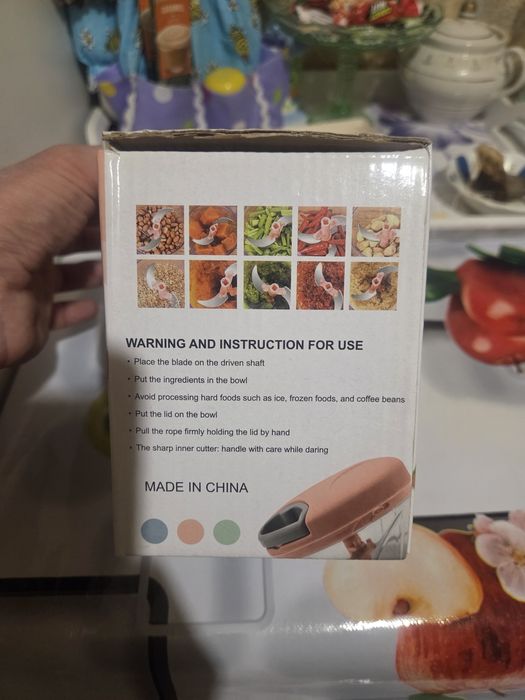 WARNING AND INSTRUCTION FOR USE
• Place the blade on the driven shaft
• Put the ingredients in the bowl
• Avoid processing hard foods such as ice, frozen foods, and coffee beans
• Put the lid on the bowl
• Pull the rope firmly holding the lid by hand
• The sharp inner cutter: handle with care while daring
MADE IN CHINA